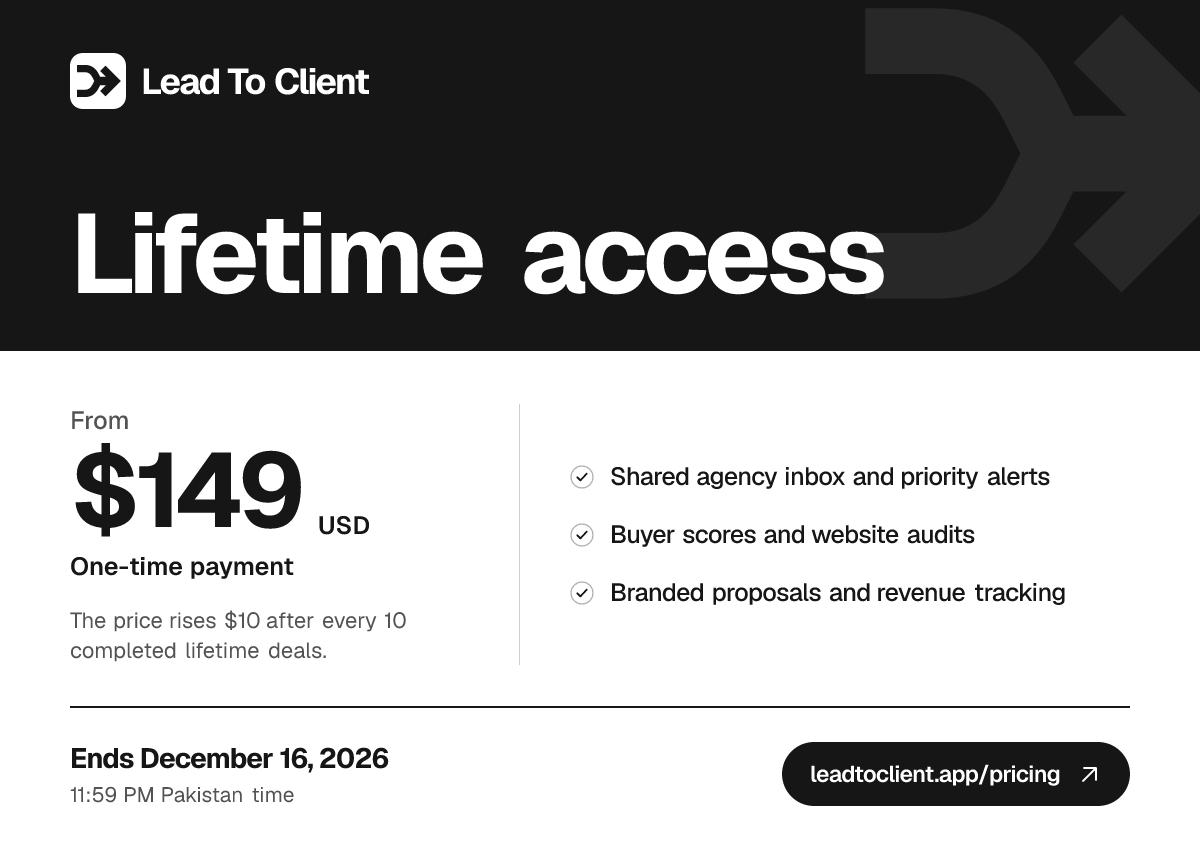 Lead To Client
Lifetime access
From
$149 USD
One-time payment
The price rises $10 after every 10
completed lifetime deals.
Shared agency inbox and priority alerts
Buyer scores and website audits
Branded proposals and revenue tracking
Ends December 16, 2026
11:59 PM Pakistan time
leadtoclient.app/pricing